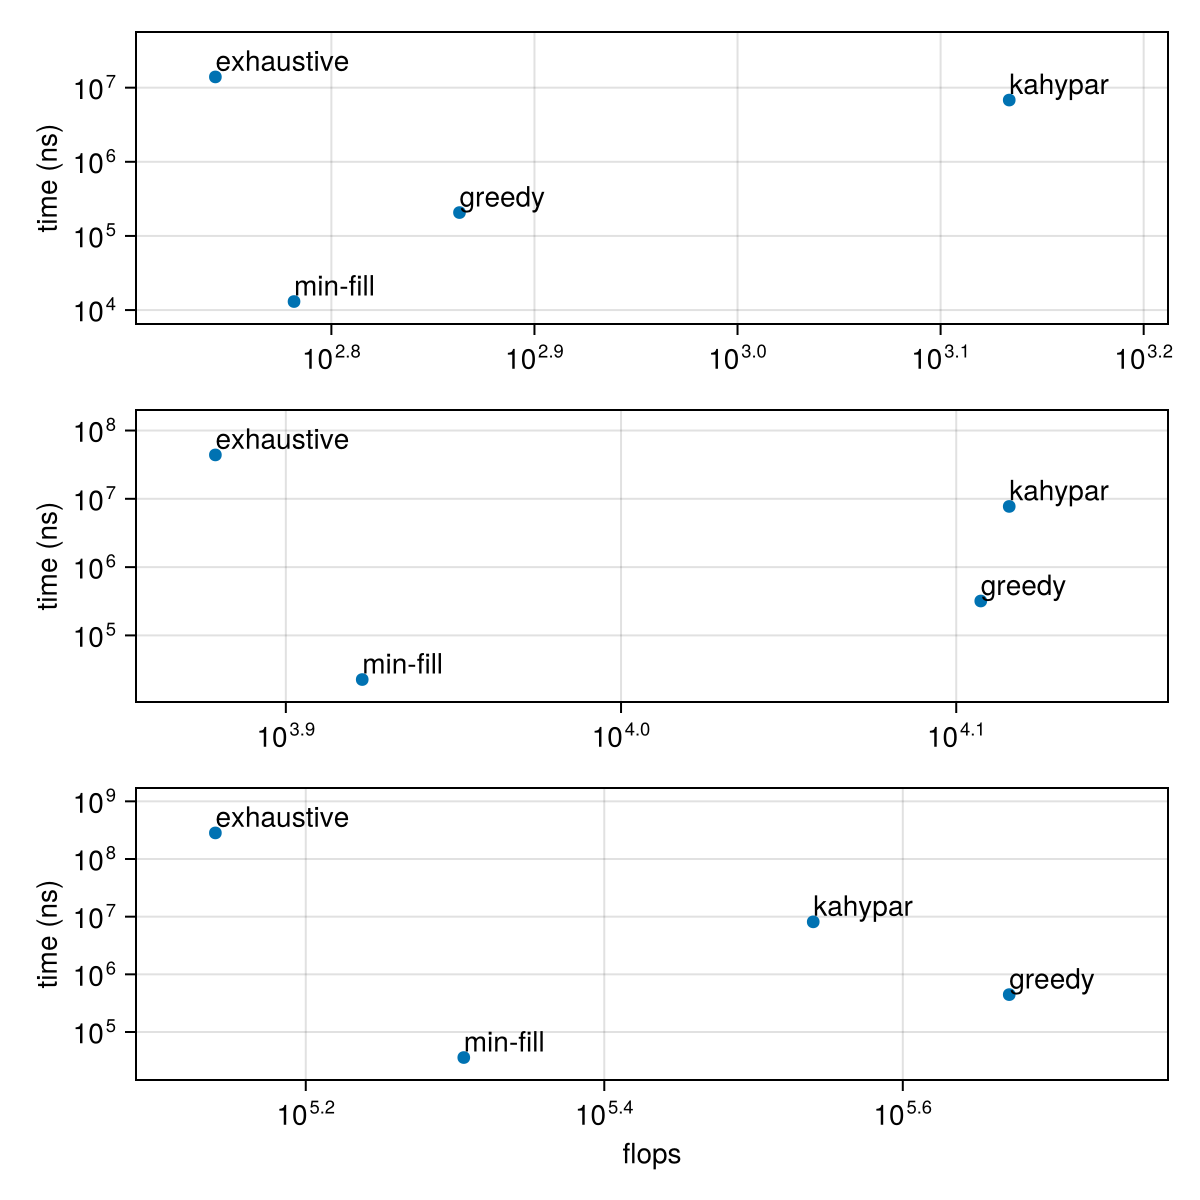 exhaustive
10^7
kahypar
10^6
time (ns)
greedy
10^5
min-fill
10^4
10^2.8 10^2.9 10^3.0 10^3.1 10^3.2
10^8
exhaustive
10^7
kahypar
time (ns)
10^6
greedy
10^5
min-fill
10^3.9 10^4.0 10^4.1
10^9
exhaustive
10^8
10^7
kahypar
time (ns)
10^6
greedy
10^5
min-fill
10^5.2 10^5.4 10^5.6
flops